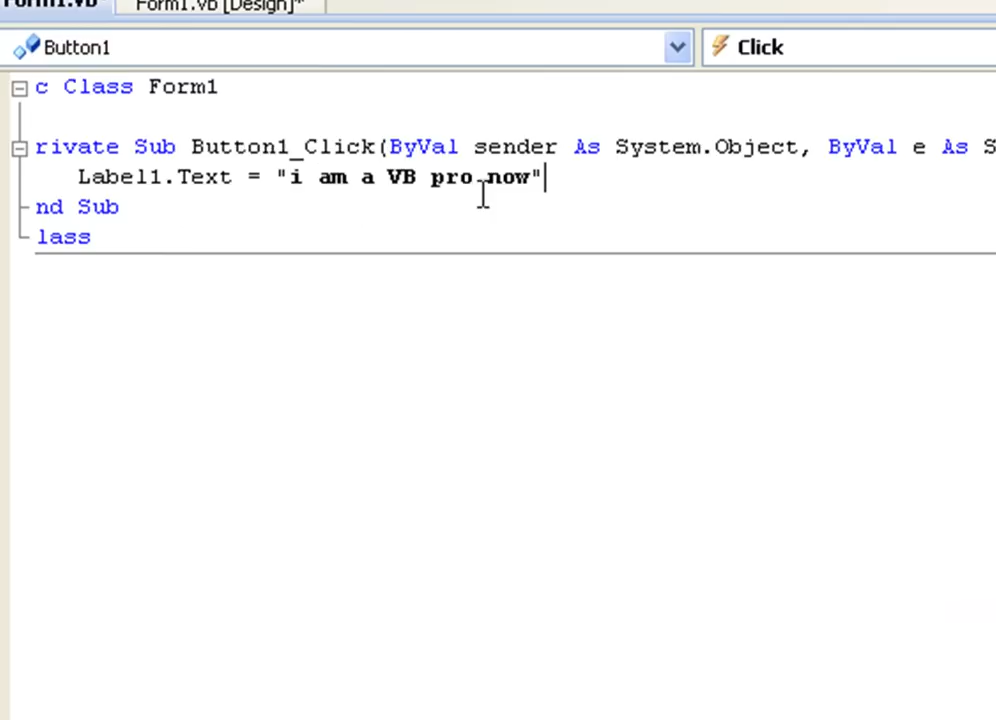 Form1.vb Form1.vb [Design]*
Button1 Click
c Class Form1
rivate Sub Button1_Click(ByVal sender As System.Object, ByVal e As S
Label1.Text = "i am a VB pro now"
nd Sub
lass